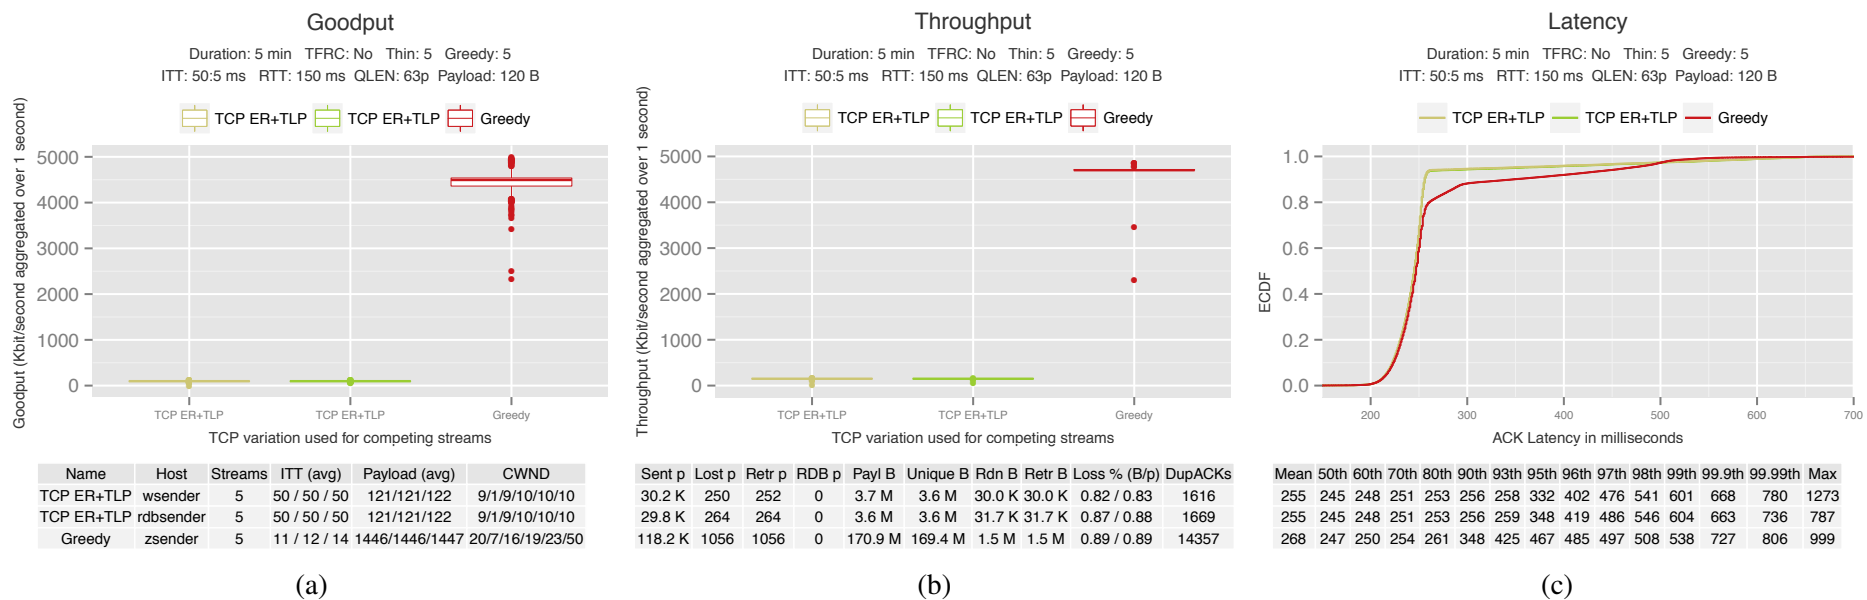 Goodput
Duration: 5 min TFRC: No Thin: 5 Greedy: 5
ITT: 50:5 ms RTT: 150 ms QLEN: 63p Payload: 120 B
TCP ER+TLP TCP ER+TLP Greedy
Goodput (Kbit/second aggregated over 1 second)
5000
4000
3000
2000
1000
0
TCP ER+TLP TCP ER+TLP Greedy
TCP variation used for competing streams
Name Host Streams ITT (avg) Payload (avg) CWND
TCP ER+TLP wsender 5 50 / 50 / 50 121/121/122 9/1/9/10/10/10
TCP ER+TLP rdbsender 5 50 / 50 / 50 121/121/122 9/1/9/10/10/10
Greedy zsender 5 11 / 12 / 14 1446/1446/1447 20/7/16/19/23/50
(a)
Throughput
Duration: 5 min TFRC: No Thin: 5 Greedy: 5
ITT: 50:5 ms RTT: 150 ms QLEN: 63p Payload: 120 B
TCP ER+TLP TCP ER+TLP Greedy
Throughput (Kbit/second aggregated over 1 second)
5000
4000
3000
2000
1000
0
TCP ER+TLP TCP ER+TLP Greedy
TCP variation used for competing streams
Sent p Lost p Retr p RDB p Payl B Unique B Rdn B Retr B Loss % (B/p) DupACKs
30.2 K 250 252 0 3.7 M 3.6 M 30.0 K 30.0 K 0.82 / 0.83 1616
29.8 K 264 264 0 3.6 M 3.6 M 31.7 K 31.7 K 0.87 / 0.88 1669
118.2 K 1056 1056 0 170.9 M 169.4 M 1.5 M 1.5 M 0.89 / 0.89 14357
(b)
Latency
Duration: 5 min TFRC: No Thin: 5 Greedy: 5
ITT: 50:5 ms RTT: 150 ms QLEN: 63p Payload: 120 B
TCP ER+TLP TCP ER+TLP Greedy
ECDF
1.0
0.8
0.6
0.4
0.2
0.0
200 300 400 500 600 700
ACK Latency in milliseconds
Mean 50th 60th 70th 80th 90th 93th 95th 96th 97th 98th 99th 99.9th 99.99th Max
255 245 248 251 253 256 258 332 402 476 541 601 668 780 1273
255 245 248 251 253 256 259 348 419 486 546 604 663 736 787
268 247 250 254 261 348 425 467 485 497 508 538 727 806 999
(c)